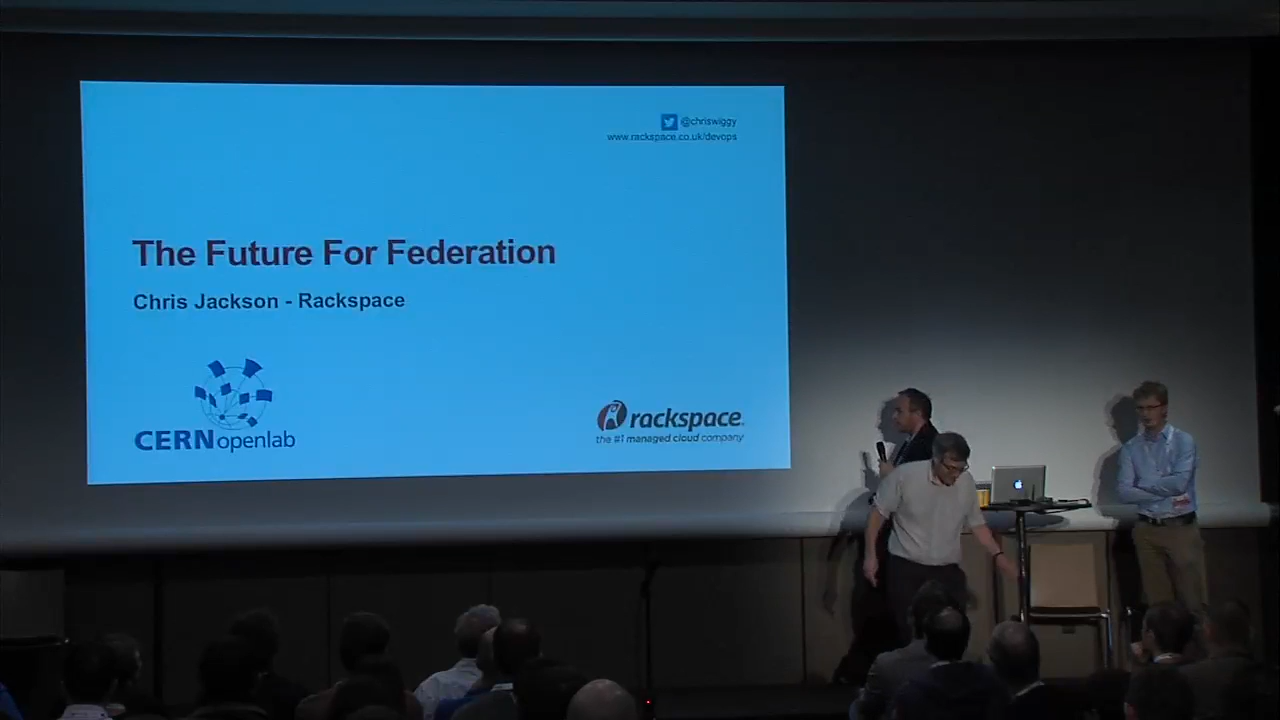 @chriswiggy
www.rackspace.co.uk/devops
The Future For Federation
Chris Jackson - Rackspace
CERN openlab
rackspace
the #1 managed cloud company